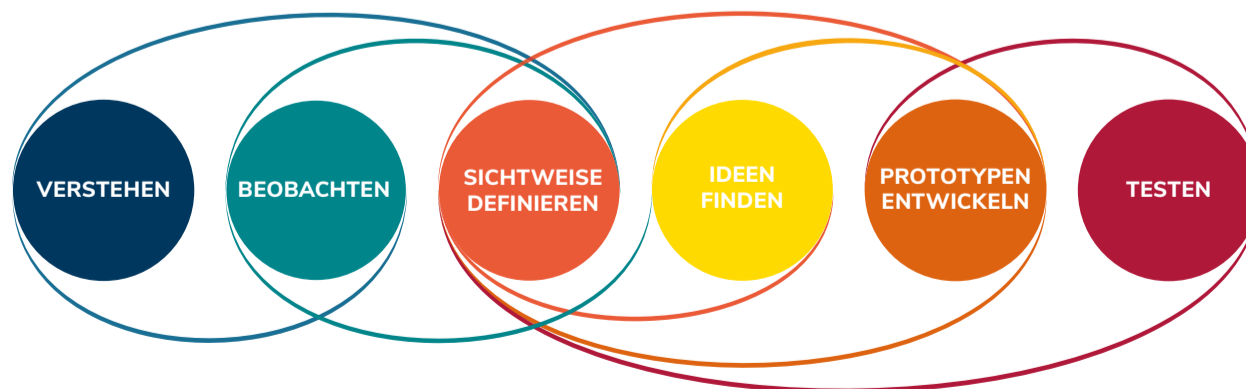 VERSTEHEN
BEOBACHTEN
SICHTWEISE
DEFINIEREN
IDEEN
FINDEN
PROTOTYPEN
ENTWICKELN
TESTEN